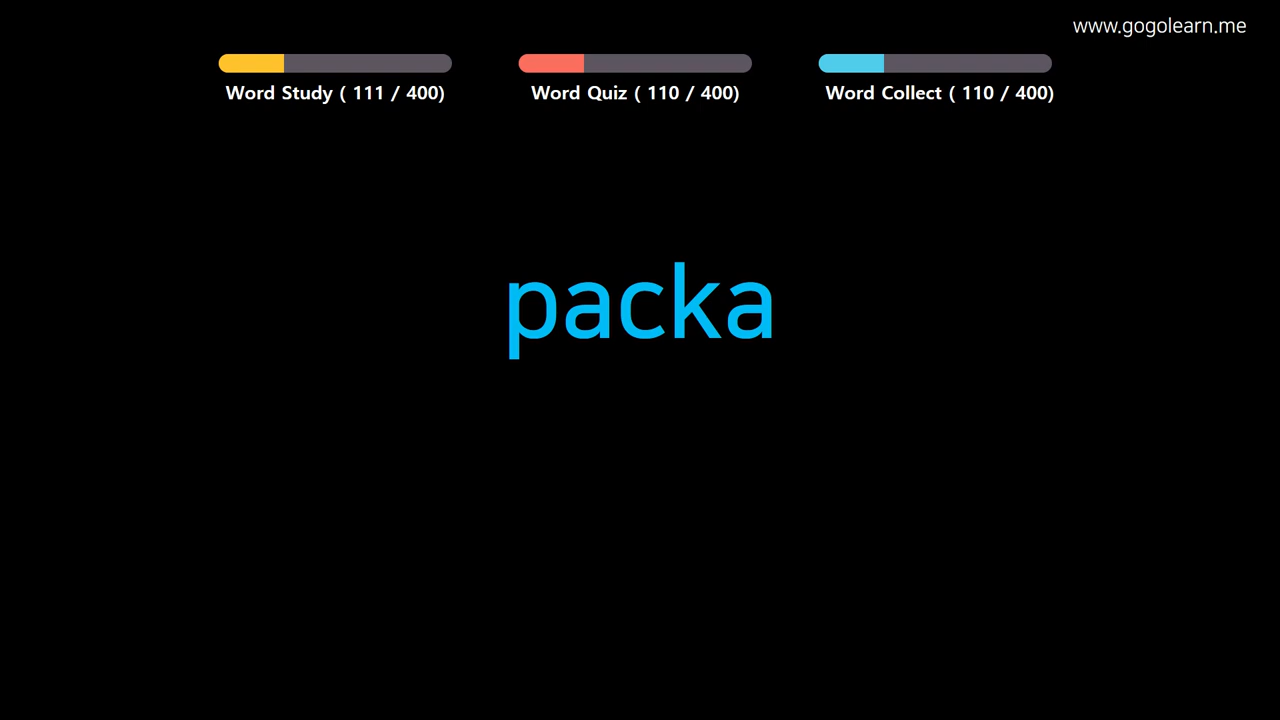 www.gogolearn.me
Word Study ( 111 / 400)
Word Quiz ( 110 / 400)
Word Collect ( 110 / 400)
packa